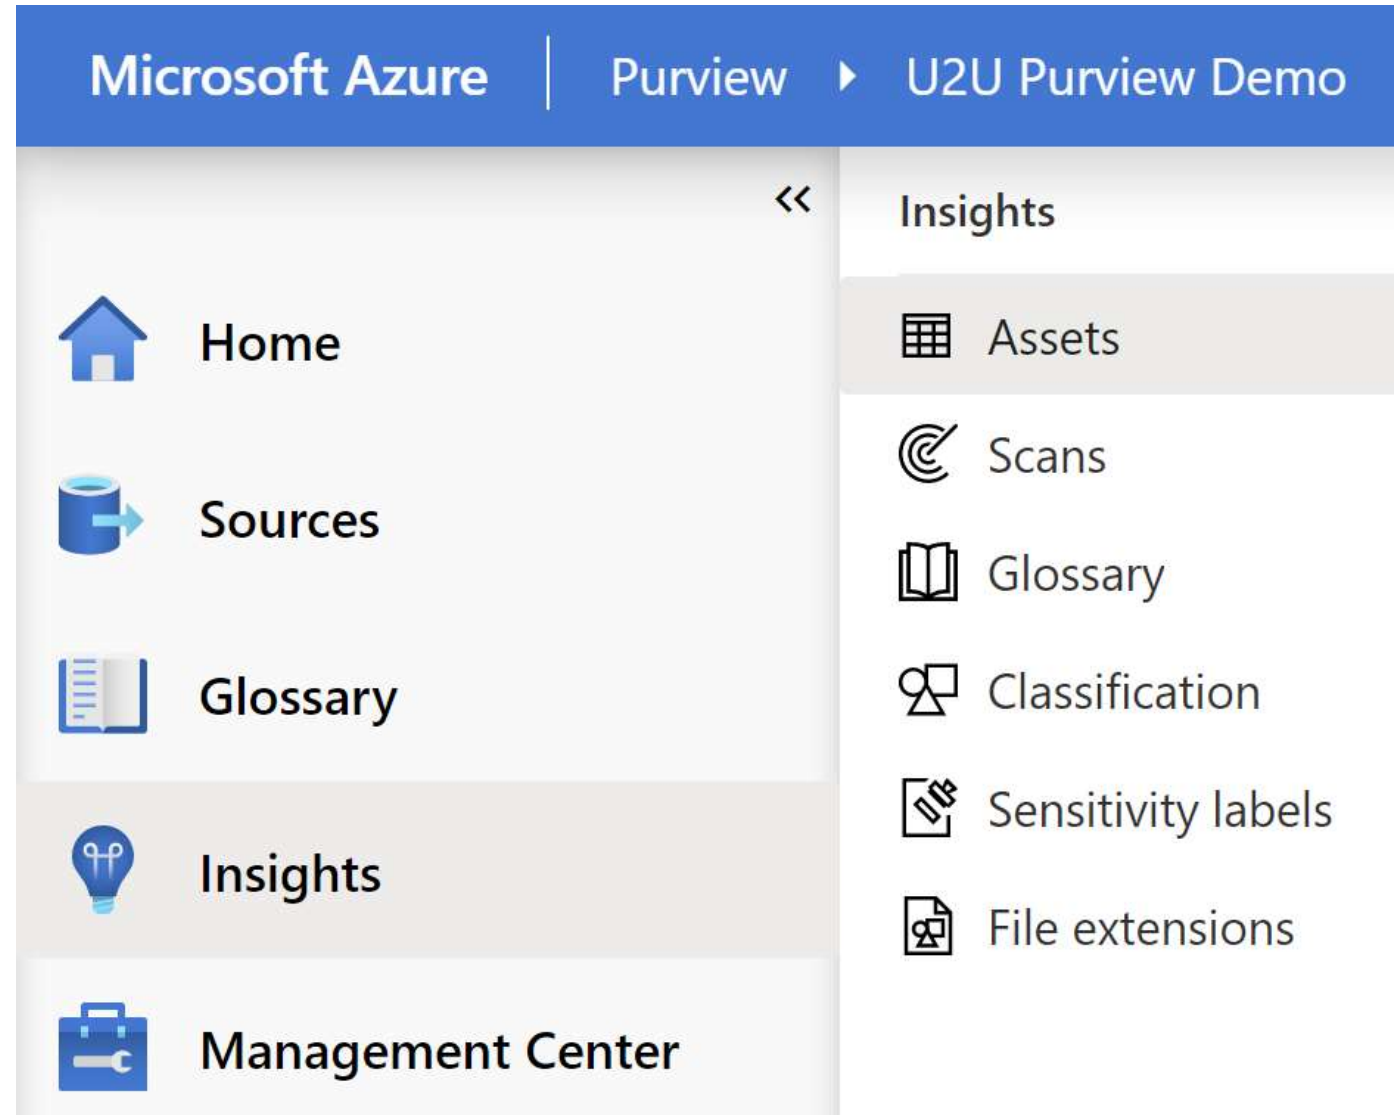 Microsoft Azure | Purview ▸ U2U Purview Demo
Home
Sources
Glossary
Insights
Management Center
Insights
Assets
Scans
Glossary
Classification
Sensitivity labels
File extensions